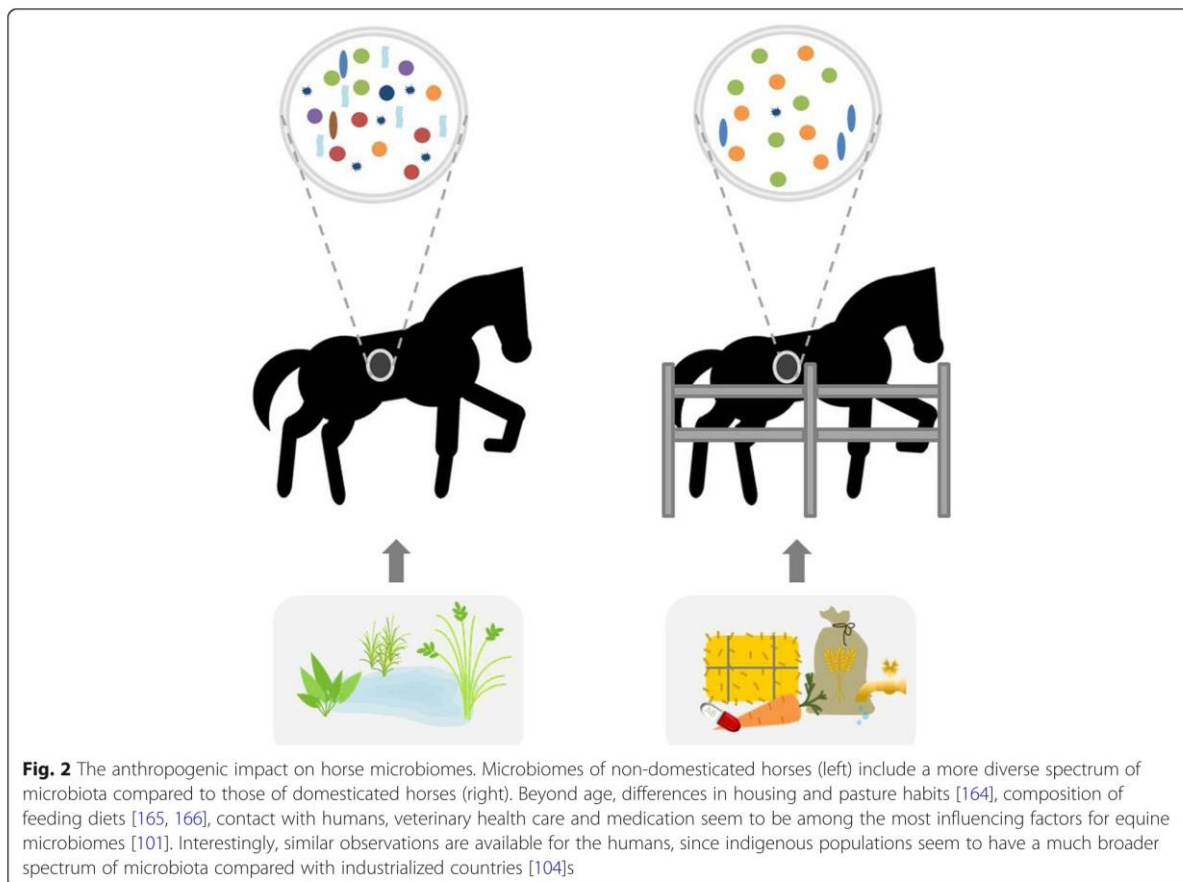 Fig. 2 The anthropogenic impact on horse microbiomes. Microbiomes of non-domesticated horses (left) include a more diverse spectrum of
microbiota compared to those of domesticated horses (right). Beyond age, differences in housing and pasture habits [164], composition of
feeding diets [165, 166], contact with humans, veterinary health care and medication seem to be among the most influencing factors for equine
microbiomes [101]. Interestingly, similar observations are available for the humans, since indigenous populations seem to have a much broader
spectrum of microbiota compared with industrialized countries [104]s